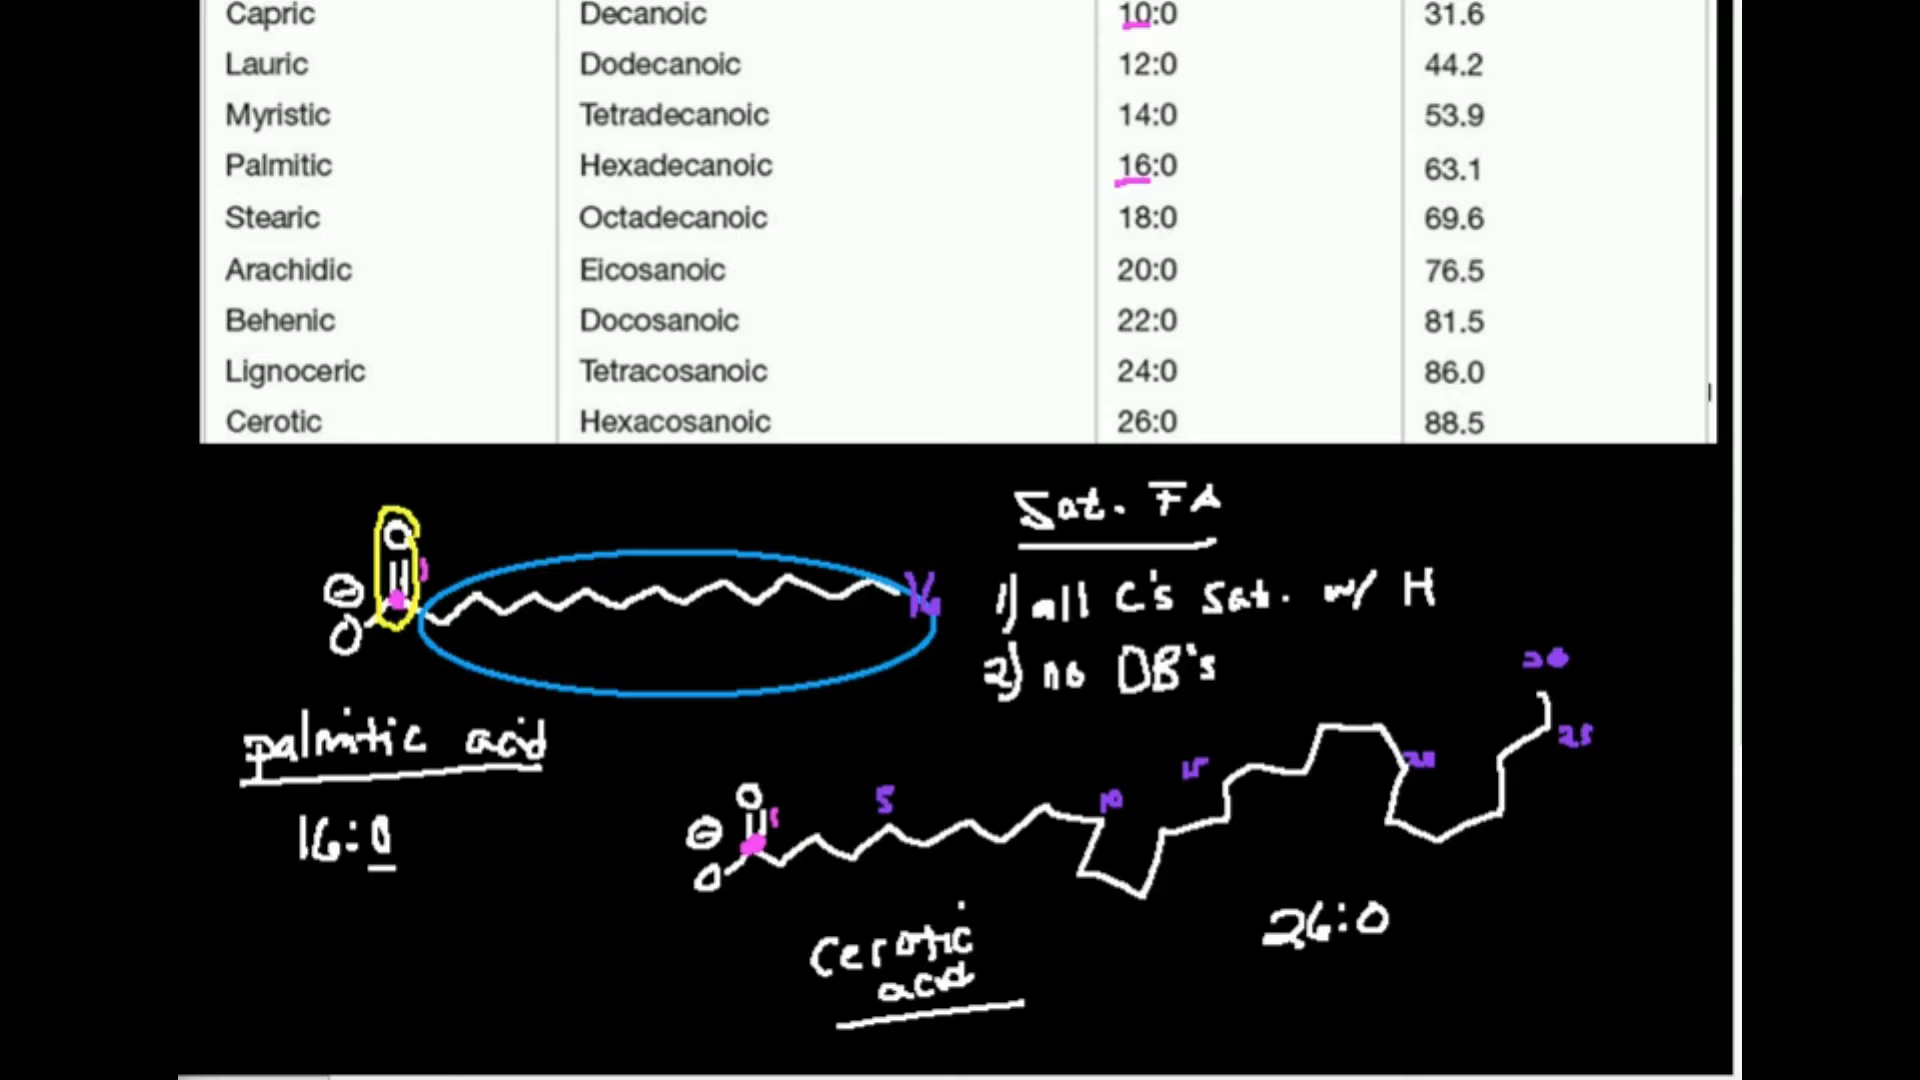 Capric Decanoic 10:0 31.6
Lauric Dodecanoic 12:0 44.2
Myristic Tetradecanoic 14:0 53.9
Palmitic Hexadecanoic 16:0 63.1
Stearic Octadecanoic 18:0 69.6
Arachidic Eicosanoic 20:0 76.5
Behenic Docosanoic 22:0 81.5
Lignoceric Tetracosanoic 24:0 86.0
Cerotic Hexacosanoic 26:0 88.5
Sat. FA
1) all C's sat. w/ H
2) no DB's
O
1
⊖
O
16
palmitic acid
16:0
O
1
⊖
O
5
10
15
20
25
26
cerotic
acid
26:0